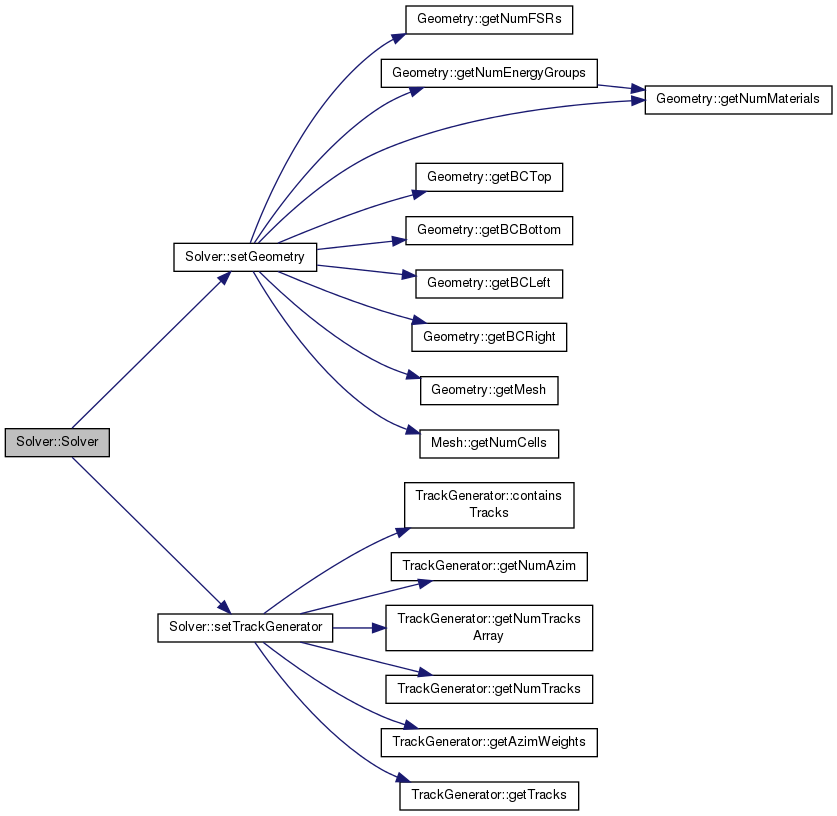 Geometry::getNumFSRs
Geometry::getNumEnergyGroups
Geometry::getNumMaterials
Geometry::getBCTop
Geometry::getBCBottom
Solver::setGeometry
Geometry::getBCLeft
Geometry::getBCRight
Geometry::getMesh
Solver::Solver
Mesh::getNumCells
TrackGenerator::contains
Tracks
TrackGenerator::getNumAzim
TrackGenerator::getNumTracks
Array
Solver::setTrackGenerator
TrackGenerator::getNumTracks
TrackGenerator::getAzimWeights
TrackGenerator::getTracks